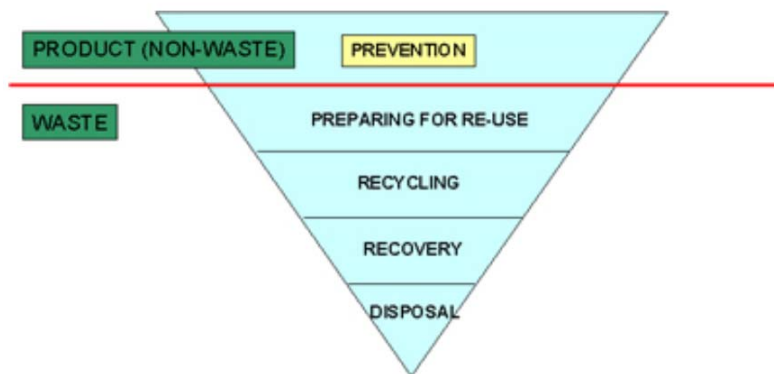 PRODUCT (NON-WASTE)
PREVENTION
WASTE
PREPARING FOR RE-USE
RECYCLING
RECOVERY
DISPOSAL